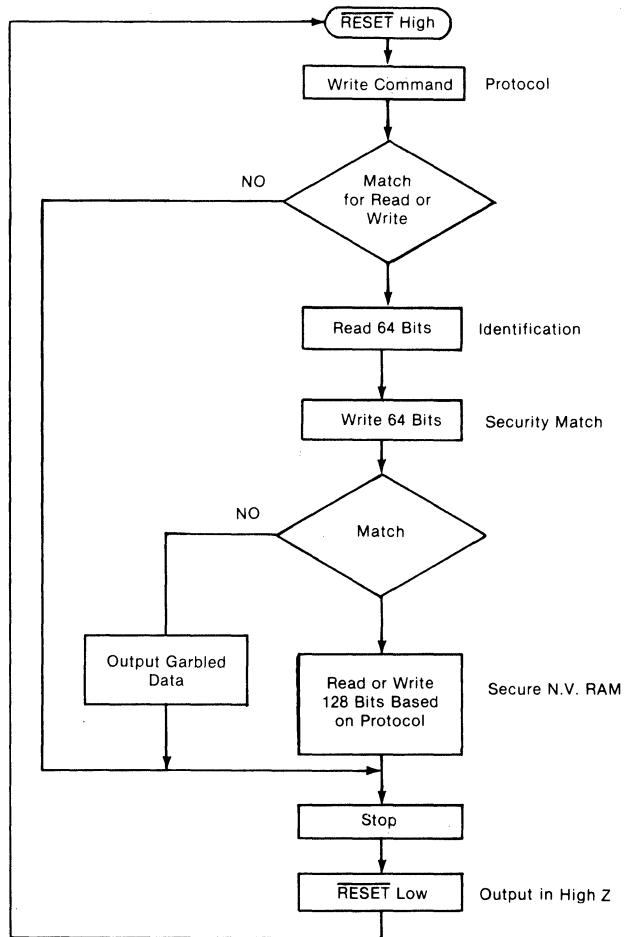 RESET High
Write Command
Protocol
NO
Match
for Read or
Write
Read 64 Bits
Identification
Write 64 Bits
Security Match
NO
Match
Output Garbled
Data
Read or Write
128 Bits Based
on Protocol
Secure N.V. RAM
Stop
RESET Low
Output in High Z